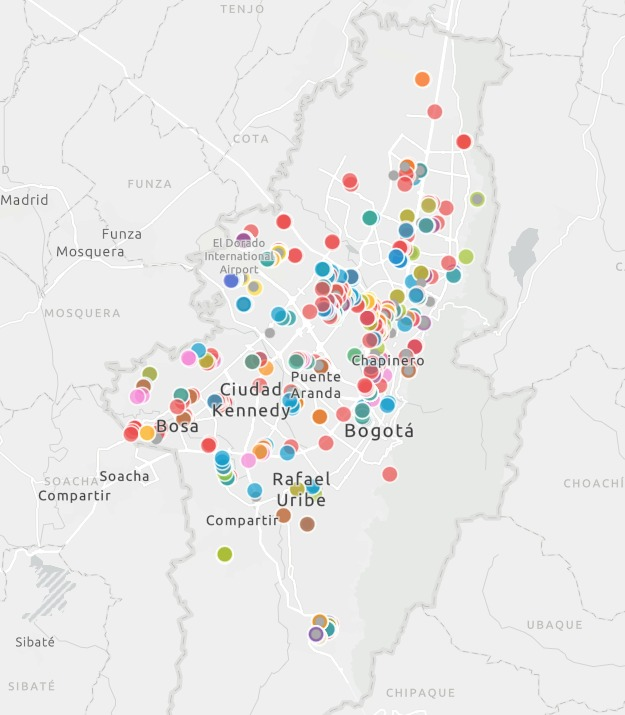 TENJO
COTA
FUNZA
D
Madrid
Funza
Mosquera
El Dorado
International
Airport
MOSQUERA
Chapinero
Puente
Aranda
Ciudad
Kennedy
Bosa
Bogotá
SOACHA
Soacha
Compartir
Rafael
Uribe
Compartir
CHOACHÍ
C
UBAQUE
Sibaté
SIBATÉ
CHIPAQUE